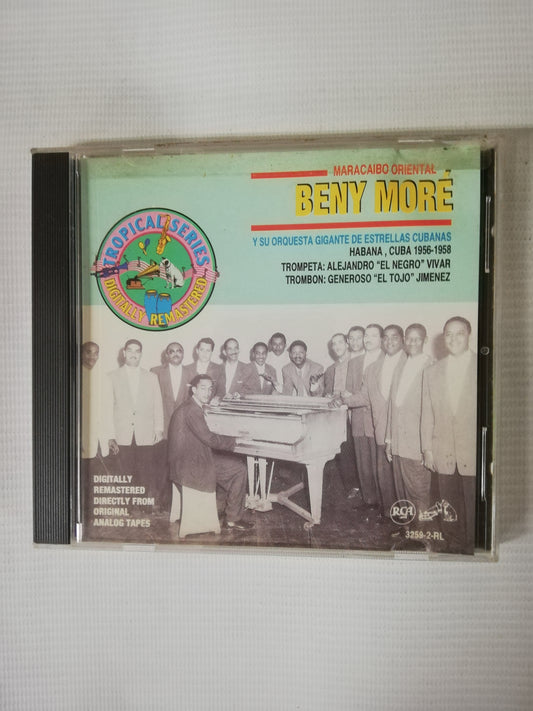 MARACAIBO ORIENTAL
BENY MORÉ
Y SU ORQUESTA GIGANTE DE ESTRELLAS CUBANAS
HABANA , CUBA 1956-1958
TROMPETA: ALEJANDRO "EL NEGRO" VIVAR
TROMBON: GENEROSO "EL TOJO" JIMENEZ
TROPICAL SERIES
DIGITALLY REMASTERED
DIGITALLY
REMASTERED
DIRECTLY FROM
ORIGINAL
ANALOG TAPES
RCA
3259-2-RL